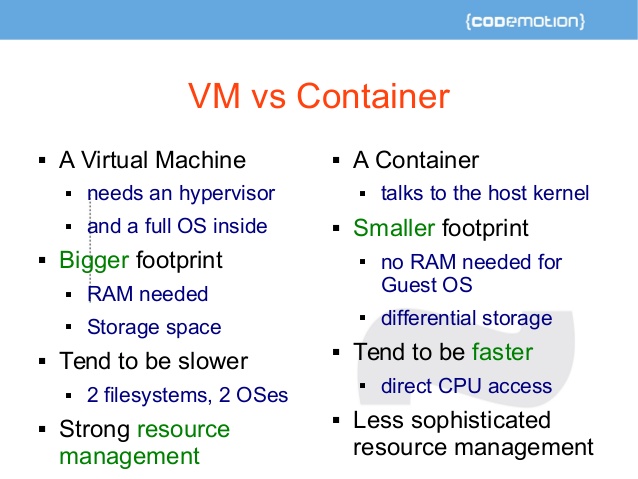 {CODEMOTION}
VM vs Container
▪ A Virtual Machine
▪ needs an hypervisor
▪ and a full OS inside
▪ Bigger footprint
▪ RAM needed
▪ Storage space
▪ Tend to be slower
▪ 2 filesystems, 2 OSes
▪ Strong resource
management
▪ A Container
▪ talks to the host kernel
▪ Smaller footprint
▪ no RAM needed for
Guest OS
▪ differential storage
▪ Tend to be faster
▪ direct CPU access
▪ Less sophisticated
resource management